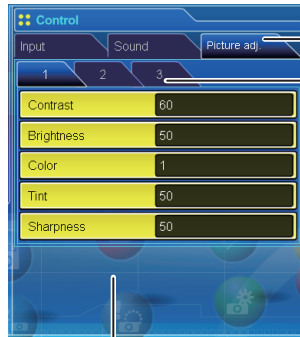 Control
Input Sound Picture adj.
1 2 3
Contrast 60
Brightness 50
Color 1
Tint 50
Sharpness 50